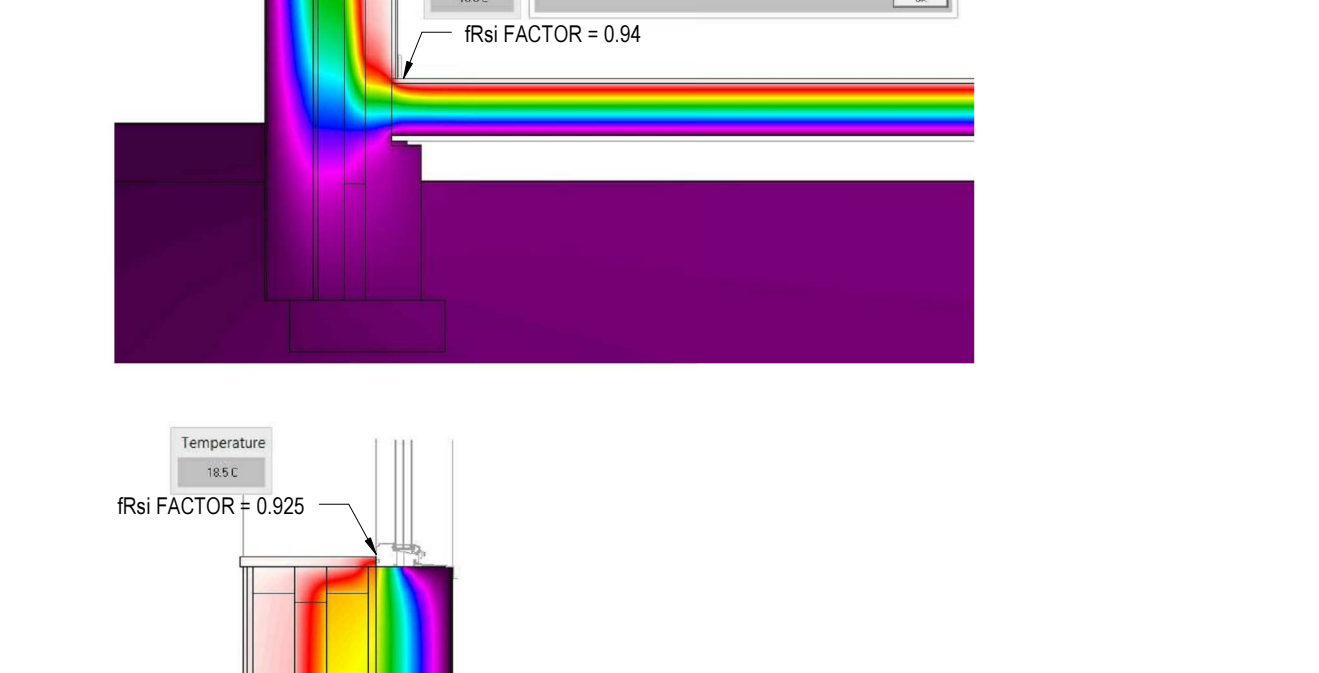 fRsi FACTOR = 0.94
Temperature
18.5 C
fRsi FACTOR = 0.925